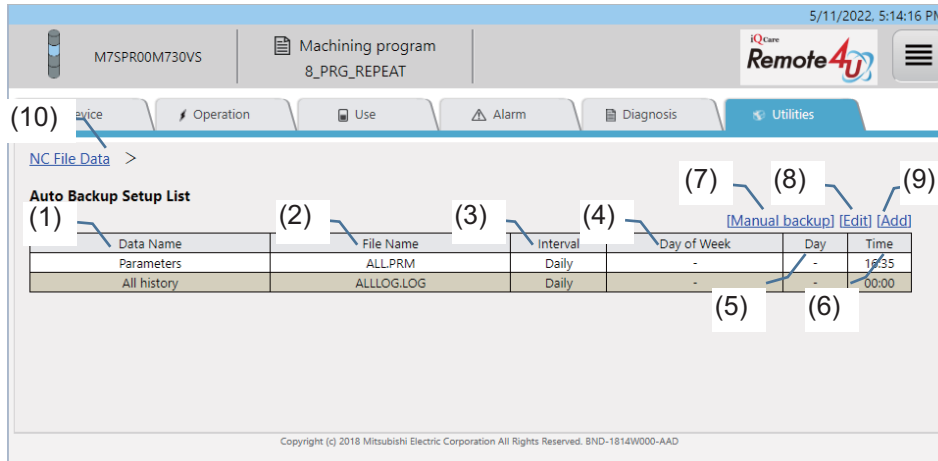 5/11/2022, 5:14:16 PM
M7SPR00M730VS
Machining program
8_PRG_REPEAT
iQ Care
Remote4U
(10)
evice Operation Use Alarm Diagnosis Utilities
NC File Data >
(7) (8) (9)
Auto Backup Setup List
(1) (2) (3) (4)
[Manual backup] [Edit] [Add]
Data Name File Name Interval Day of Week Day Time
Parameters ALL.PRM Daily - - 16:35
All history ALLLOG.LOG Daily - - 00:00
(5) (6)
Copyright (c) 2018 Mitsubishi Electric Corporation All Rights Reserved. BND-1814W000-AAD